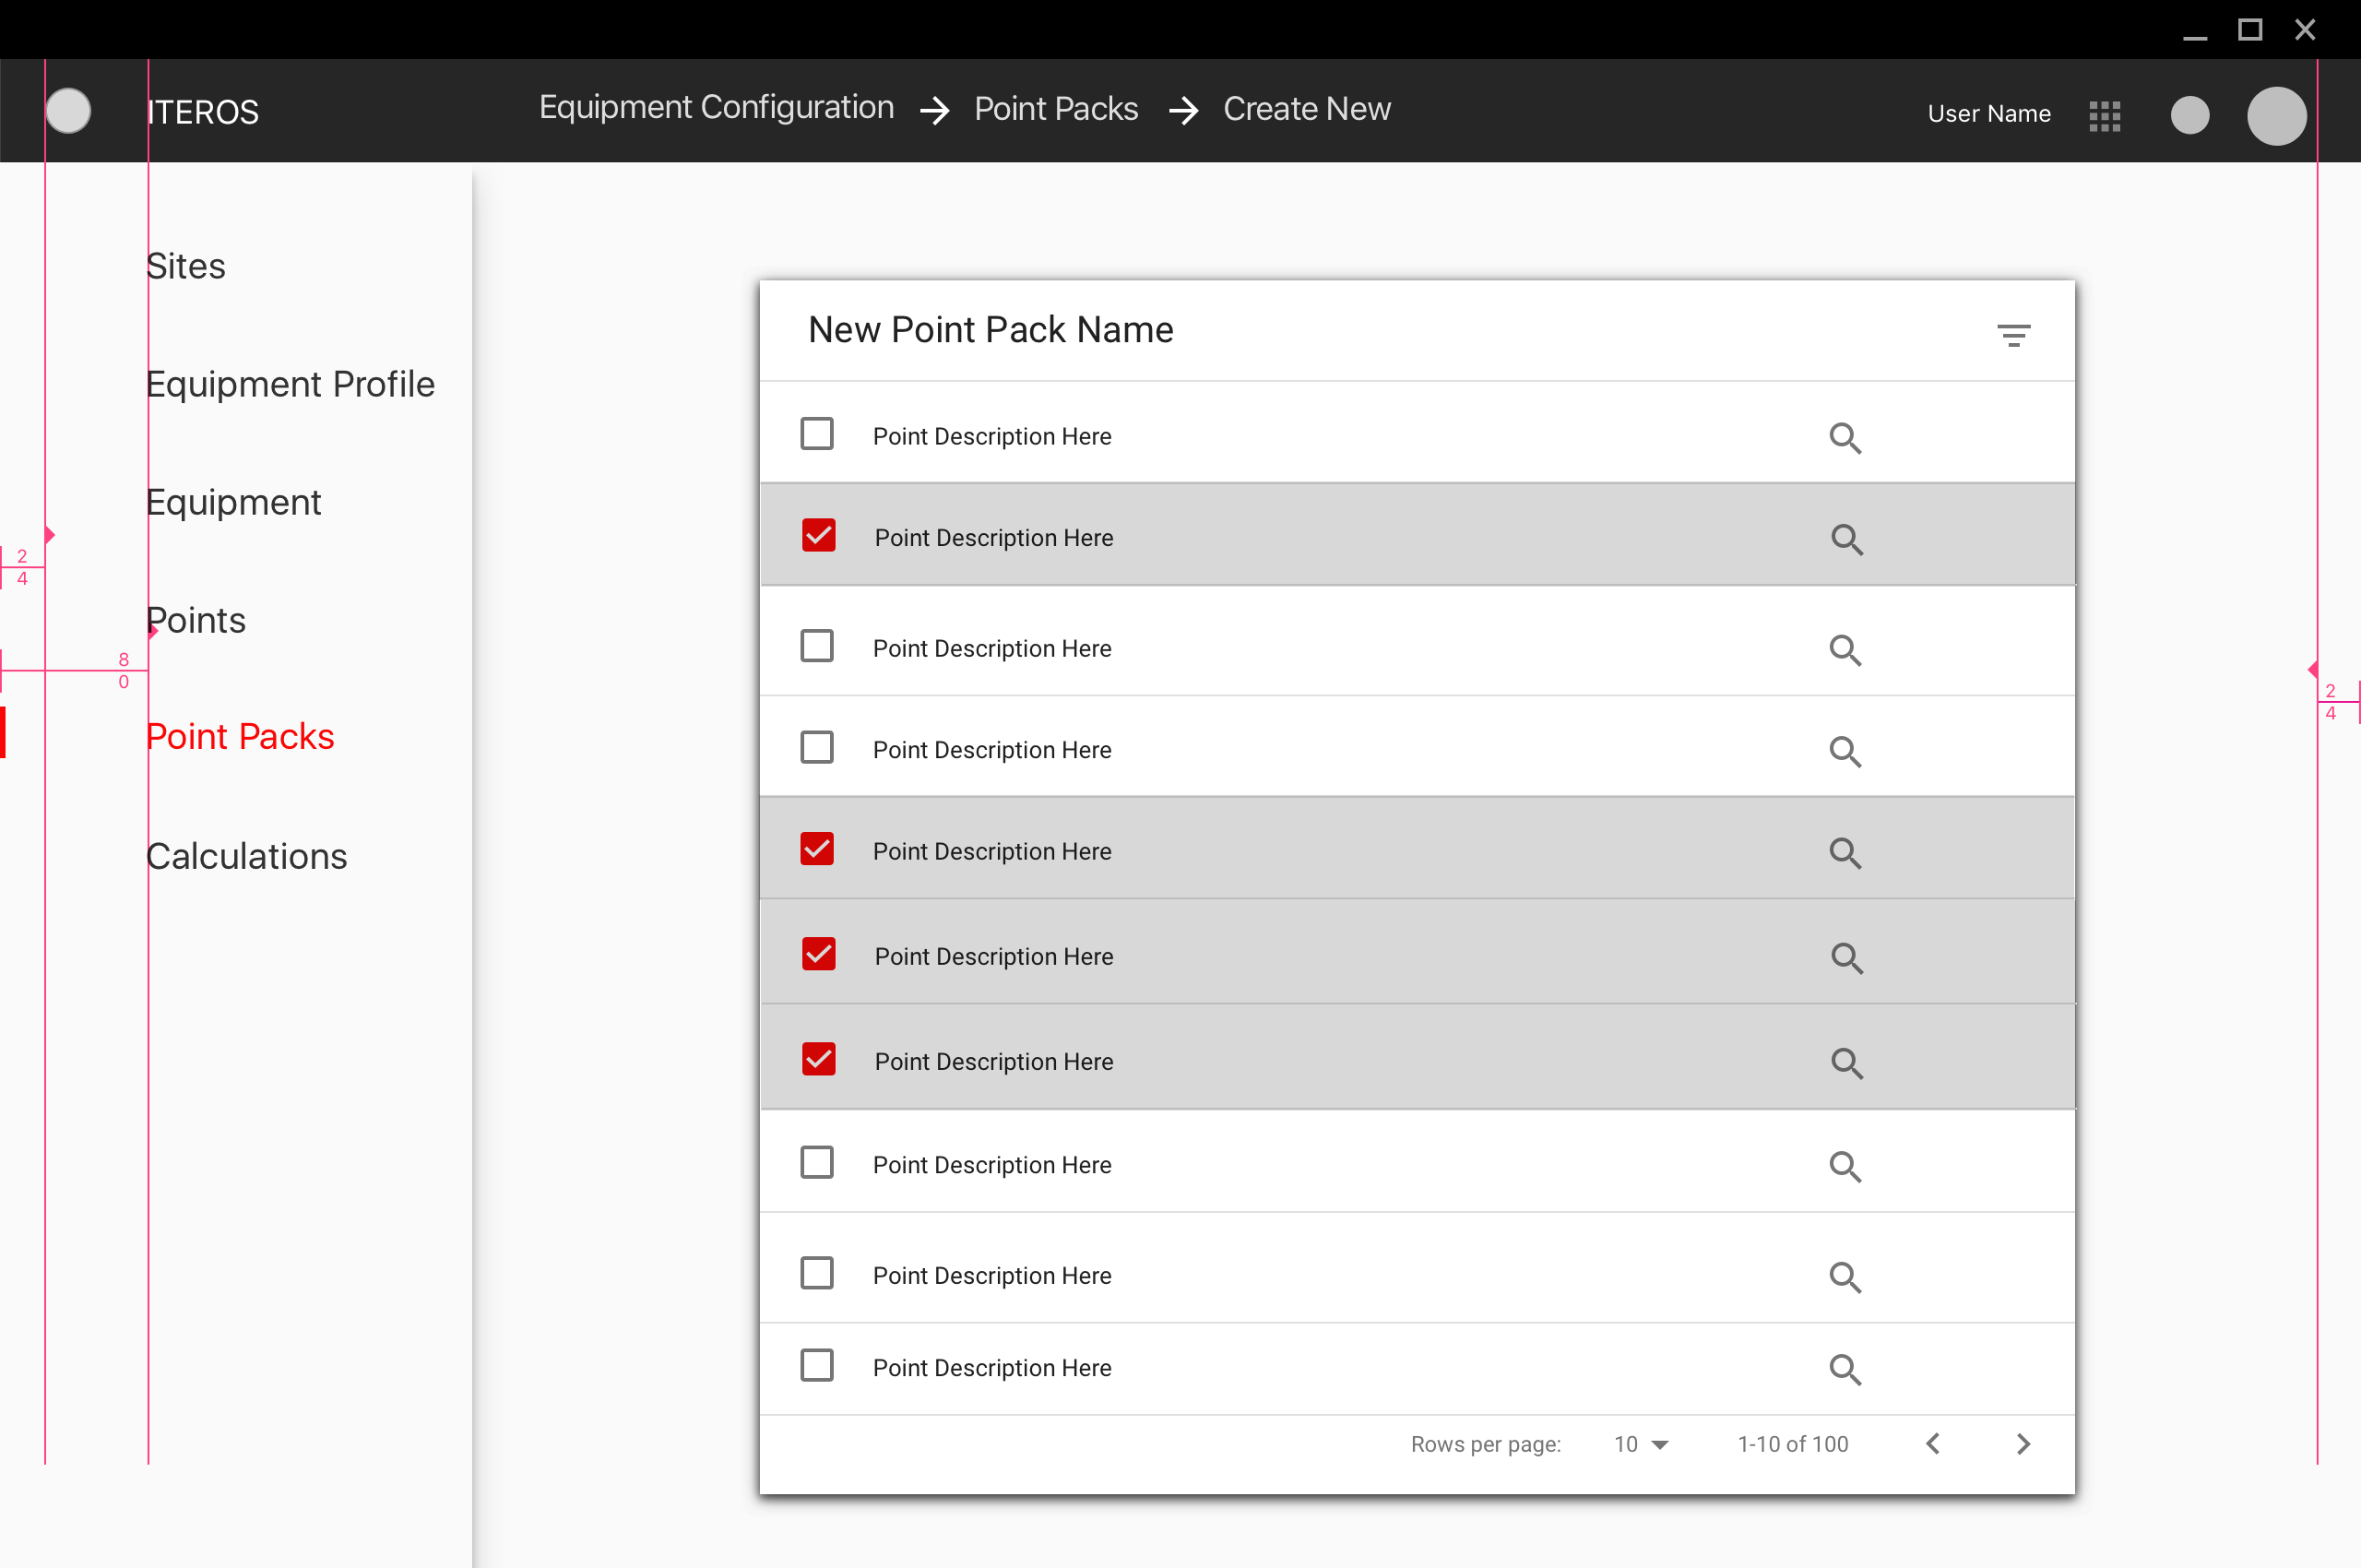 ITEROS
Equipment Configuration
Point Packs
Create New
User Name
Sites
Equipment Profile
Equipment
Points
Point Packs
Calculations
2
4
8
0
New Point Pack Name
Point Description Here
Point Description Here
Point Description Here
Point Description Here
Point Description Here
Point Description Here
Point Description Here
Point Description Here
Point Description Here
Point Description Here
Rows per page: 10 1-10 of 100
2
4